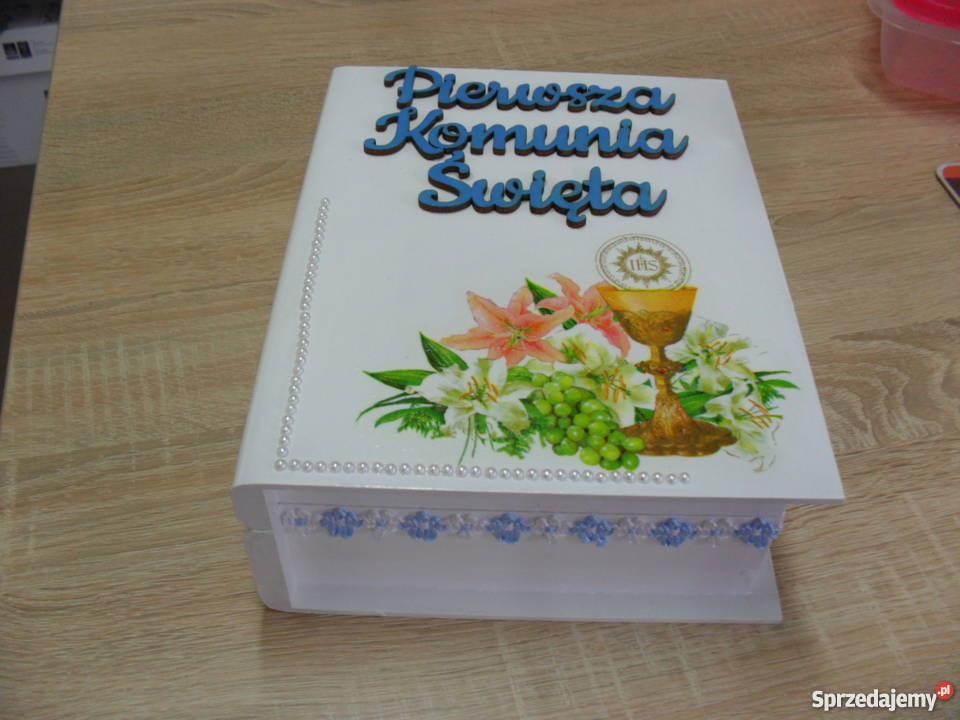 Pierwsza
Komunia
Święta
IHS
Sprzedajemy.pl